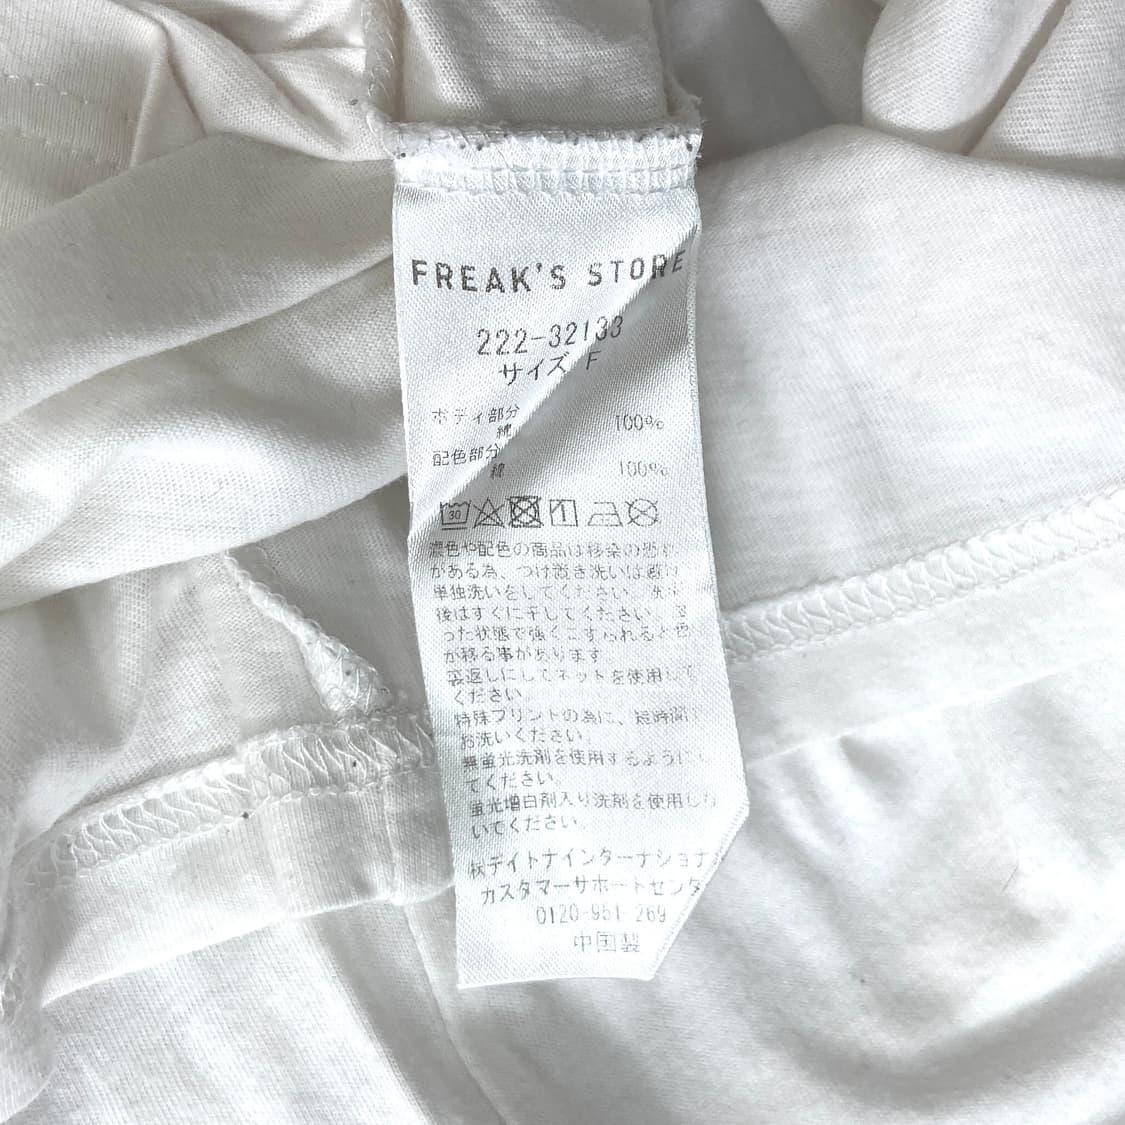 FREAK'S STORE
222-32133
サイズ F
ボディ部分
綿 100%
配色部分
綿 100%
30
濃色や配色の商品は移染の恐れ
がある為、つけ置き洗いは避け
単独洗いをしてください。洗濯
後はすぐに干してください。湿
った状態で強くこすられると色
が移る事があります。
裏返しにしてネットを使用して
ください。
特殊プリントの為に、短時間で
お洗いください。
無蛍光洗剤を使用するように
てください。
蛍光増白剤入り洗剤を使用しな
いでください。
㈱デイトナインターナショナ
カスタマーサポートセンタ
0120-951-269
中国製